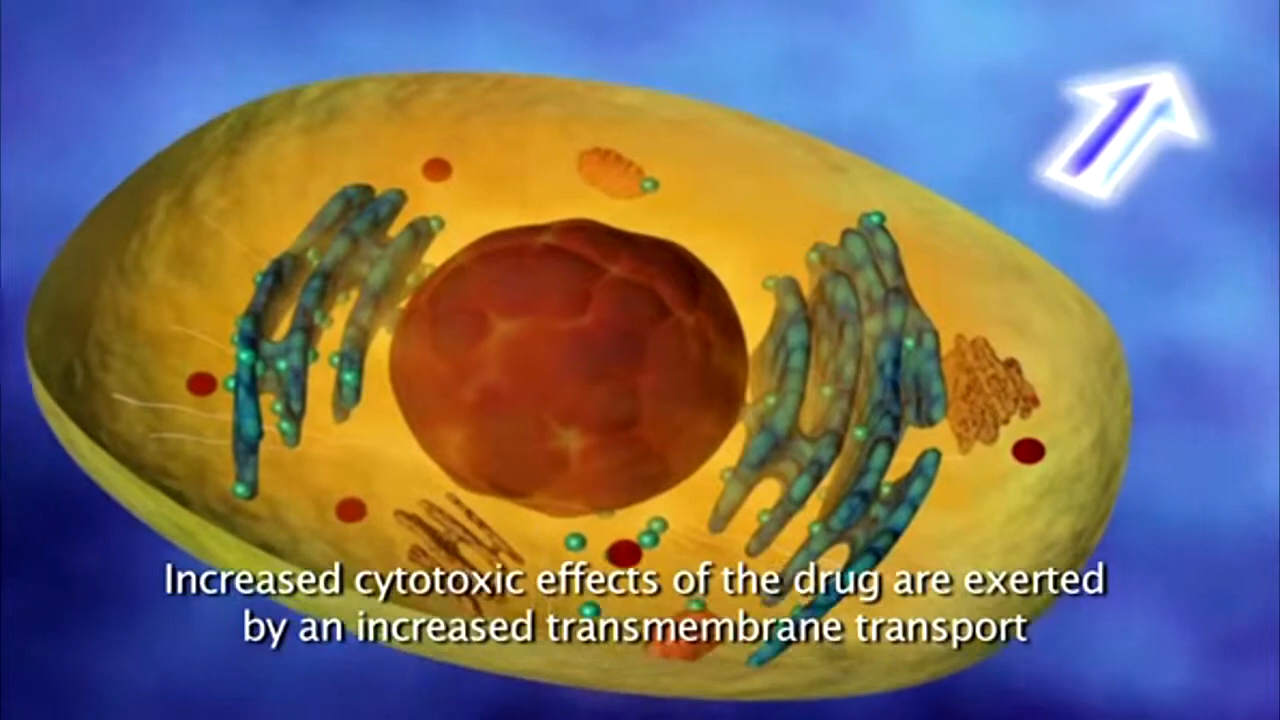 Increased cytotoxic effects of the drug are exerted
by an increased transmembrane transport